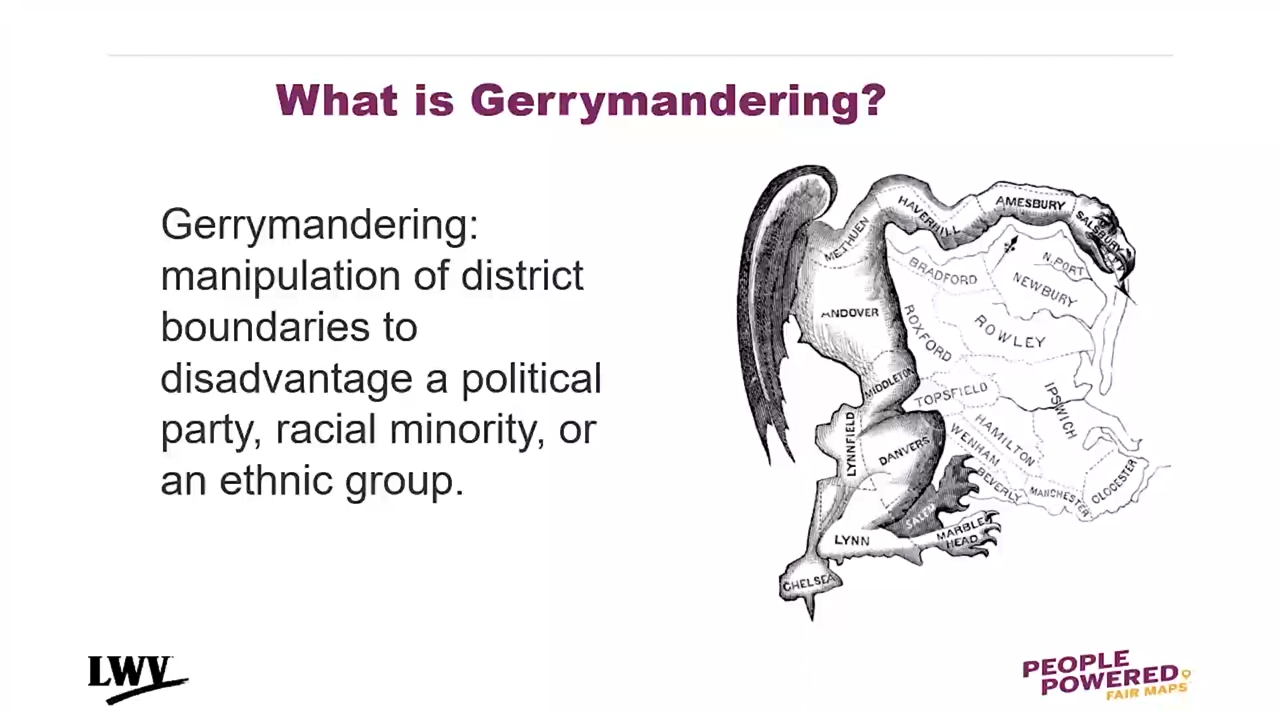 What is Gerrymandering?
Gerrymandering:
manipulation of district
boundaries to
disadvantage a political
party, racial minority, or
an ethnic group.
METHUEN
HAVERHILL
AMESBURY
SALSBURY
BRADFORD
N.PORT
NEWBURY
ANDOVER
ROXFORD
ROWLEY
MIDDLETON
TOPSFIELD
IPSWICH
LYNNFIELD
DANVERS
HAMILTON
WENHAM
BEVERLY
MANCHESTER
GLOCESTER
SALEM
LYNN
MARBLE
HEAD
CHELSEA
LWV
PEOPLE
POWERED
FAIR MAPS